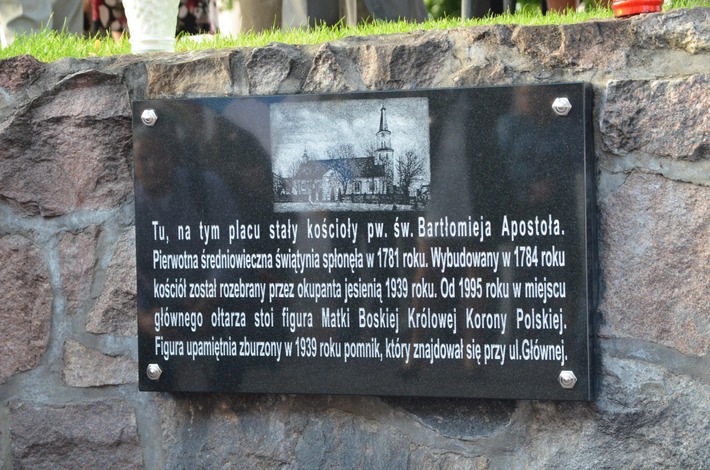 Tu, na tym placu stały kościoły pw. św. Bartłomieja Apostoła.
Pierwotna średniowieczna świątynia spłonęła w 1781 roku. Wybudowany w 1784 roku
kościół został rozebrany przez okupanta jesienią 1939 roku. Od 1995 roku w miejscu
głównego ołtarza stoi figura Matki Boskiej Królowej Korony Polskiej.
Figura upamiętnia zburzony w 1939 roku pomnik, który znajdował się przy ul.Głównej.